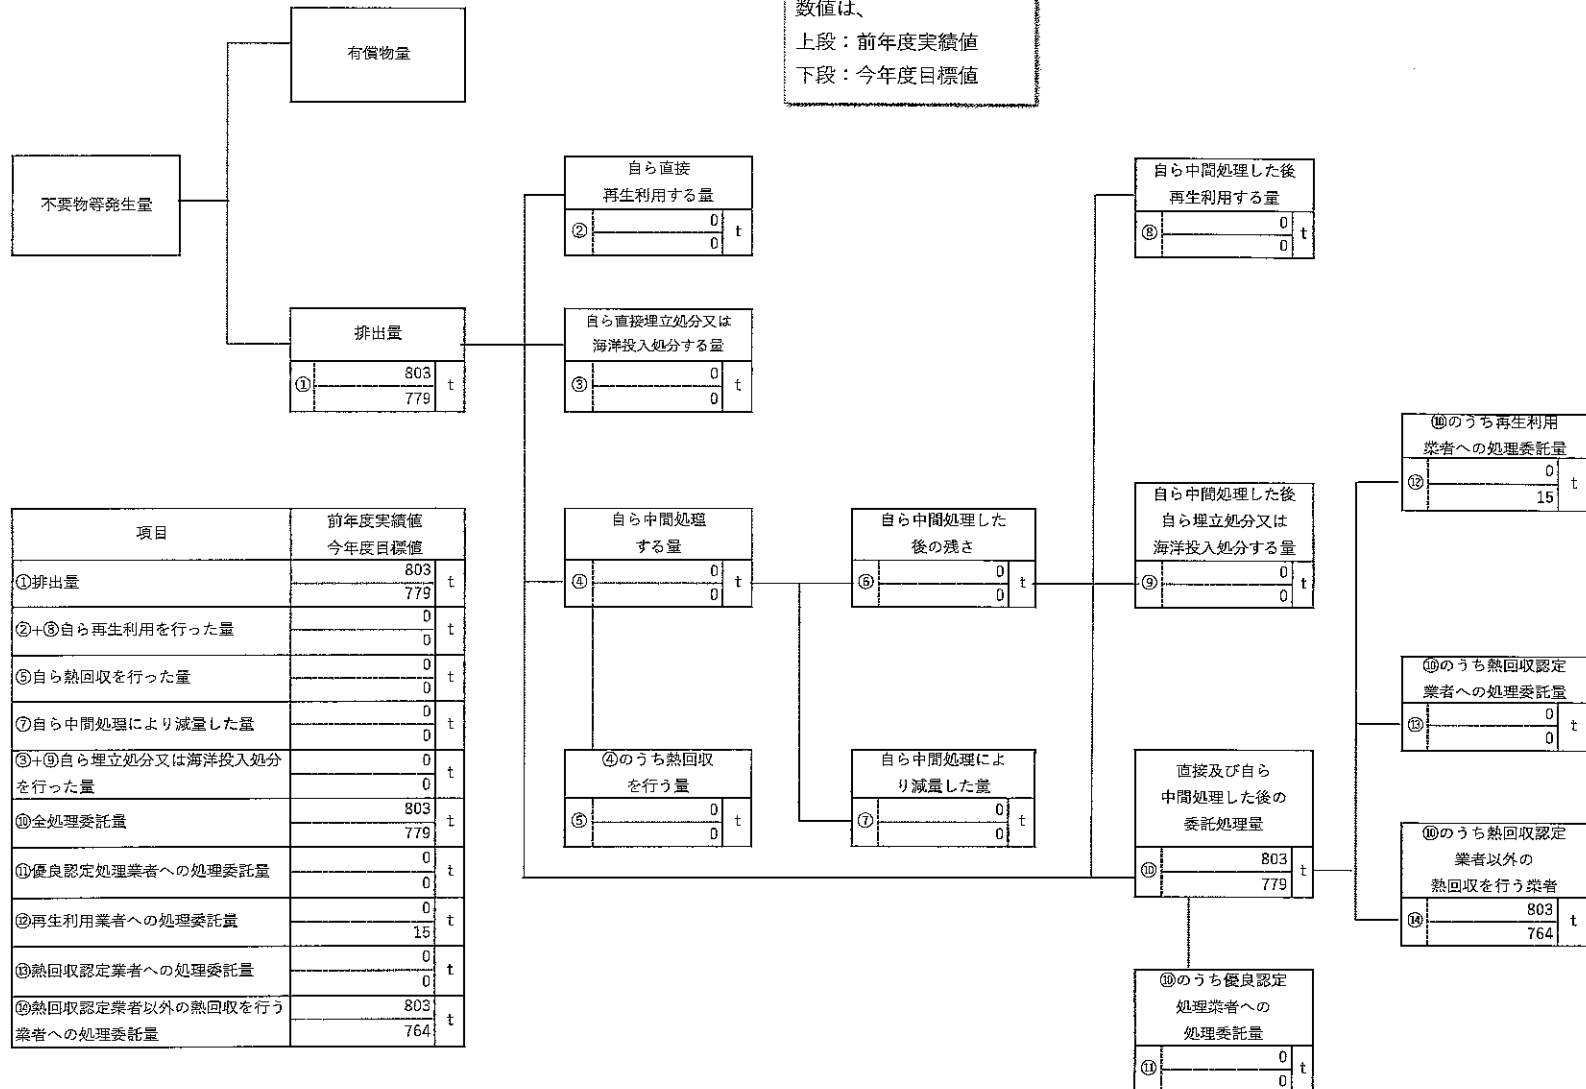 数値は、
上段：前年度実績値
下段：今年度目標値
有償物量
不要物等発生量
排出量
①
803
779
t
自ら直接
再生利用する量
②
0
0
t
自ら直接埋立処分又は
海洋投入処分する量
③
0
0
t
自ら中間処理
する量
④
0
0
t
④のうち熱回収
を行う量
⑤
0
0
t
自ら中間処理した
後の残さ
⑥
0
0
t
自ら中間処理によ
り減量した量
⑦
0
0
t
自ら中間処理した後
再生利用する量
⑧
0
0
t
自ら中間処理した後
自ら埋立処分又は
海洋投入処分する量
⑨
0
0
t
直接及び自ら
中間処理した後の
委託処理量
⑩
803
779
t
⑩のうち優良認定
処理業者への
処理委託量
⑪
0
0
t
⑩のうち再生利用
業者への処理委託量
⑫
0
15
t
⑩のうち熱回収認定
業者への処理委託量
⑬
0
0
t
⑩のうち熱回収認定
業者以外の
熱回収を行う業者
⑭
803
764
t
項目
前年度実績値
今年度目標値
①排出量
803
779
t
②+⑧自ら再生利用を行った量
0
0
t
⑤自ら熱回収を行った量
0
0
t
⑦自ら中間処理により減量した量
0
0
t
③+⑨自ら埋立処分又は海洋投入処分
を行った量
0
0
t
⑩全処理委託量
803
779
t
⑪優良認定処理業者への処理委託量
0
0
t
⑫再生利用業者への処理委託量
0
15
t
⑬熱回収認定業者への処理委託量
0
0
t
⑭熱回収認定業者以外の熱回収を行う
業者への処理委託量
803
764
t